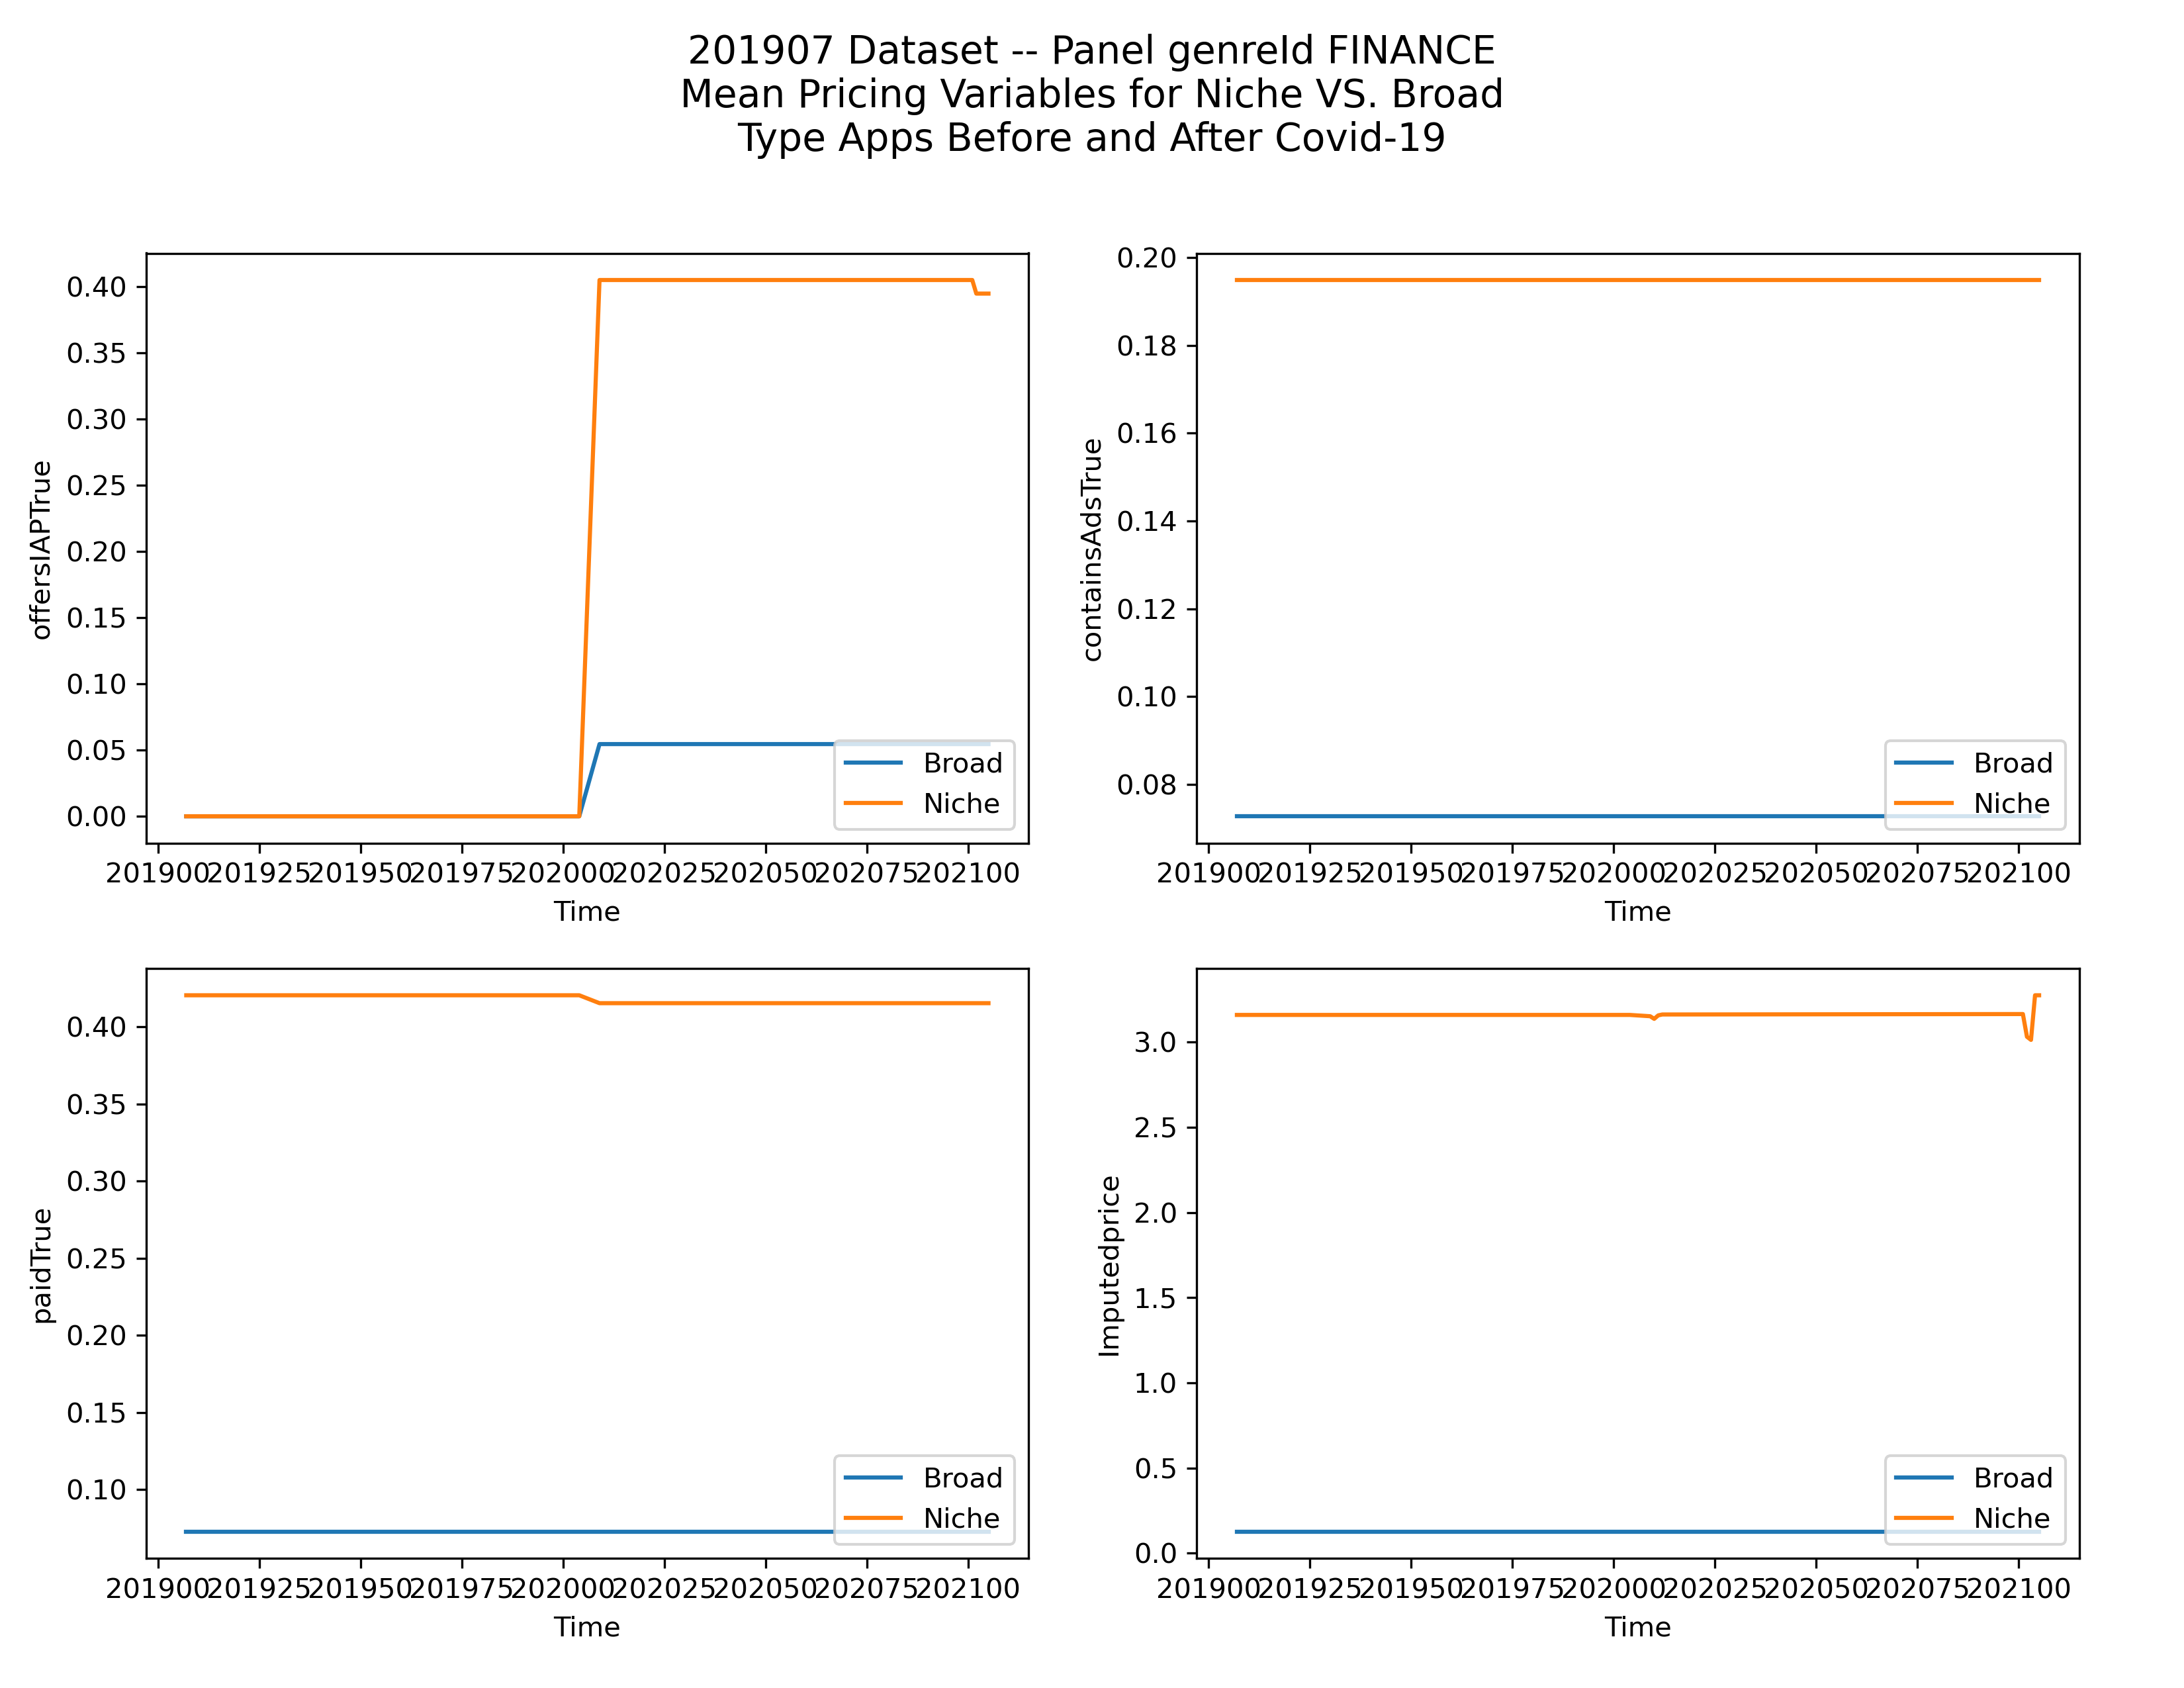 201907 Dataset -- Panel genreId FINANCE
Mean Pricing Variables for Niche VS. Broad
Type Apps Before and After Covid-19
offersIAPTrue
0.40
0.35
0.30
0.25
0.20
0.15
0.10
0.05
0.00
Broad
Niche
201900 201925 201950 201975 202000 202025 202050 202075 202100
Time
containsAdsTrue
0.20
0.18
0.16
0.14
0.12
0.10
0.08
Broad
Niche
201900 201925 201950 201975 202000 202025 202050 202075 202100
Time
paidTrue
0.40
0.35
0.30
0.25
0.20
0.15
0.10
Broad
Niche
201900 201925 201950 201975 202000 202025 202050 202075 202100
Time
Imputedprice
3.0
2.5
2.0
1.5
1.0
0.5
0.0
Broad
Niche
201900 201925 201950 201975 202000 202025 202050 202075 202100
Time